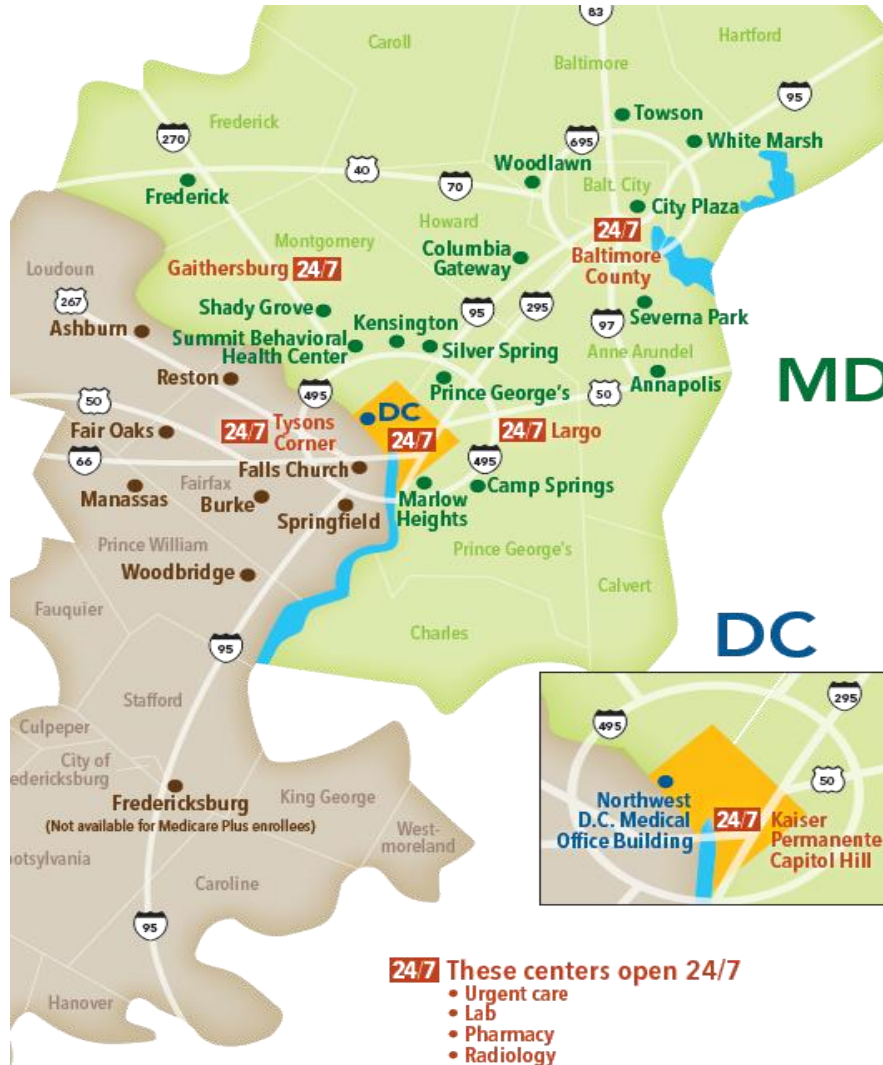 83
Caroll
Hartford
Baltimore
95
Towson
Frederick
270
695
White Marsh
Woodlawn
40
70
Frederick
Balt. City
City Plaza
Howard
24/7
Baltimore
County
Montgomery
Columbia
Gateway
Loudoun
Gaithersburg 24/7
267
95
295
Shady Grove
Severna Park
Ashburn
Kensington
97
Summit Behavioral
Health Center
Silver Spring
Anne Arundel
Reston
Prince George's
Annapolis
MD
495
50
50
DC
24/7 Tysons
Corner
24/7
24/7 Largo
Fair Oaks
66
Falls Church
495
Fairfax
Manassas
Burke
Marlow
Heights
Camp Springs
Springfield
Prince William
Prince George's
Woodbridge
Calvert
Fauquier
Charles
DC
95
Stafford
295
495
Culpeper
City of
edericksburg
50
Fredericksburg
(Not available for Medicare Plus enrollees)
King George
Northwest
D.C. Medical
Office Building
24/7 Kaiser
Permanente
Capitol Hill
West-
moreland
otsylvania
Caroline
95
Hanover
24/7 These centers open 24/7
• Urgent care
• Lab
• Pharmacy
• Radiology